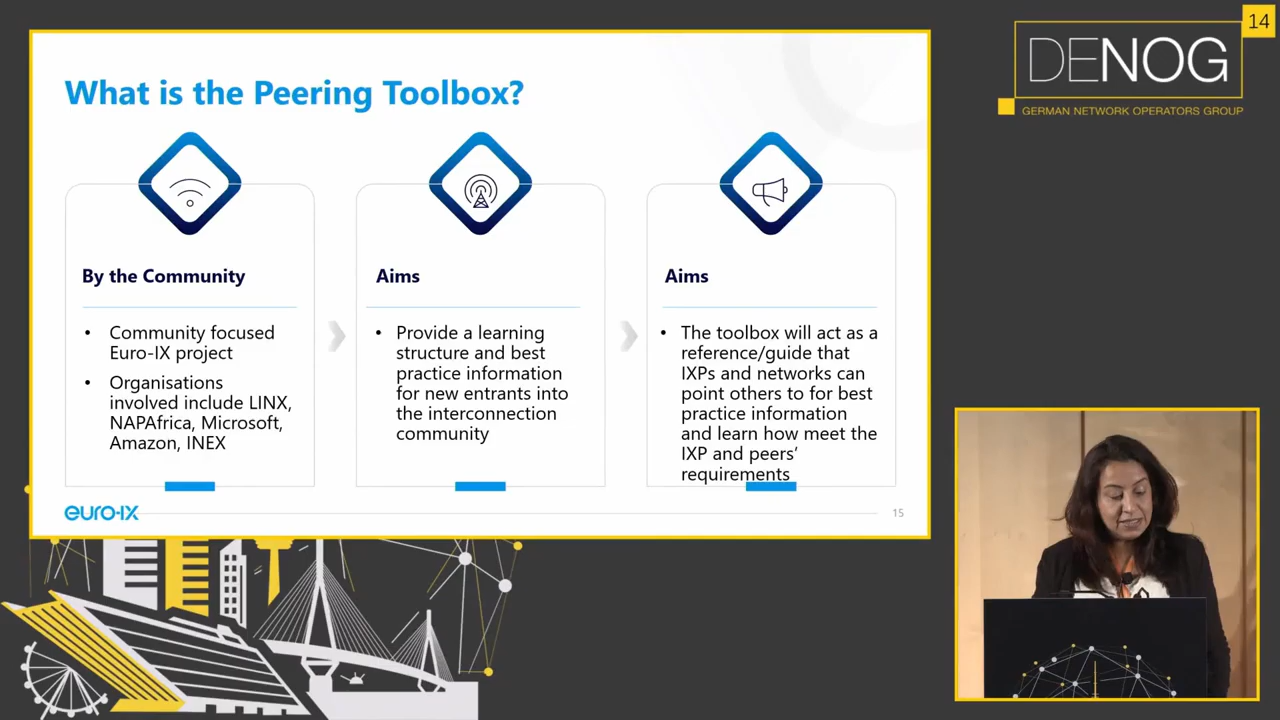 What is the Peering Toolbox?
By the Community
• Community focused
Euro-IX project
• Organisations
involved include LINX,
NAPAfrica, Microsoft,
Amazon, INEX
Aims
• Provide a learning
structure and best
practice information
for new entrants into
the interconnection
community
Aims
• The toolbox will act as a
reference/guide that
IXPs and networks can
point others to for best
practice information
and learn how meet the
IXP and peers'
requirements
euro-ix
15
14
DENOG
GERMAN NETWORK OPERATORS GROUP